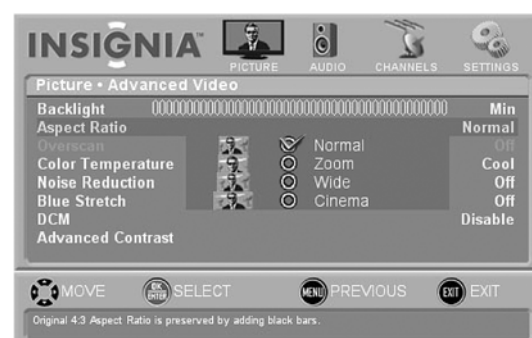 INSIGNIA™
PICTURE AUDIO CHANNELS SETTINGS
Picture • Advanced Video
Backlight Min
Aspect Ratio Normal
Overscan Normal Off
Color Temperature Zoom Cool
Noise Reduction Wide Off
Blue Stretch Cinema Off
DCM Disable
Advanced Contrast
MOVE OK ENTER SELECT MENU PREVIOUS EXIT EXIT
Original 4:3 Aspect Ratio is preserved by adding black bars.